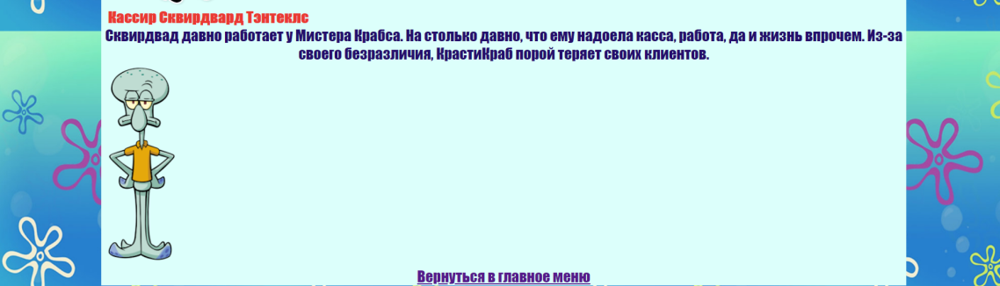 Кассир Сквирдвард Тэнтеклс
Сквирдвад давно работает у Мистера Крабса. На столько давно, что ему надоела касса, работа, да и жизнь впрочем. Из-за
своего безразличия, КрастиКраб порой теряет своих клиентов.
Вернуться в главное меню